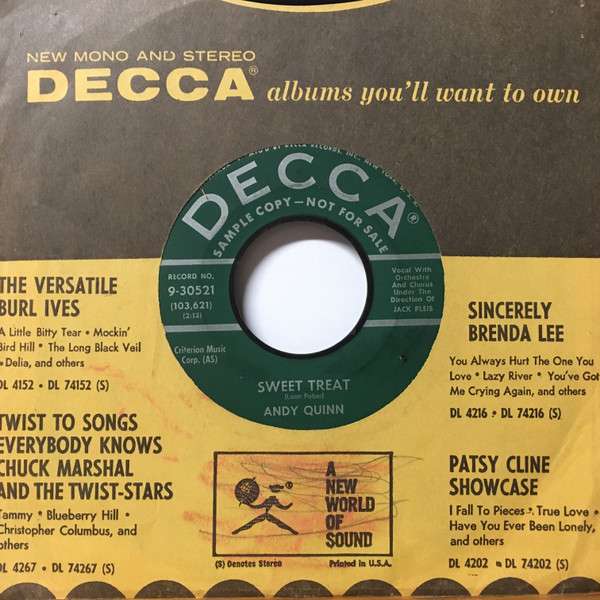 NEW MONO AND STEREO
DECCA® albums you'll want to own
DECCA®
SAMPLE COPY—NOT FOR SALE
RECORD NO.
9-30521
(103,621)
(2:12)
Vocal With
Orchestra
And Chorus
Under The
Direction Of
JACK PLEIS
Criterion Music
Corp. (AS)
SWEET TREAT
ANDY QUINN
THE VERSATILE
BURL IVES
A Little Bitty Tear • Mockin'
Bird Hill • The Long Black Veil
• Delia, and others
DL 4152 • DL 74152 (S)
TWIST TO SONGS
EVERYBODY KNOWS
CHUCK MARSHAL
AND THE TWIST-STARS
Tammy • Blueberry Hill •
Christopher Columbus, and
others
DL 4267 • DL 74267 (S)
A
NEW
WORLD
OF
SOUND
(S) Denotes Stereo
Printed in U.S.A.
SINCERELY
BRENDA LEE
You Always Hurt The One You
Love • Lazy River • You've Got
Me Crying Again, and others
DL 4216 • DL 74216 (S)
PATSY CLINE
SHOWCASE
I Fall To Pieces • True Love •
Have You Ever Been Lonely,
and others
DL 4202 • DL 74202 (S)